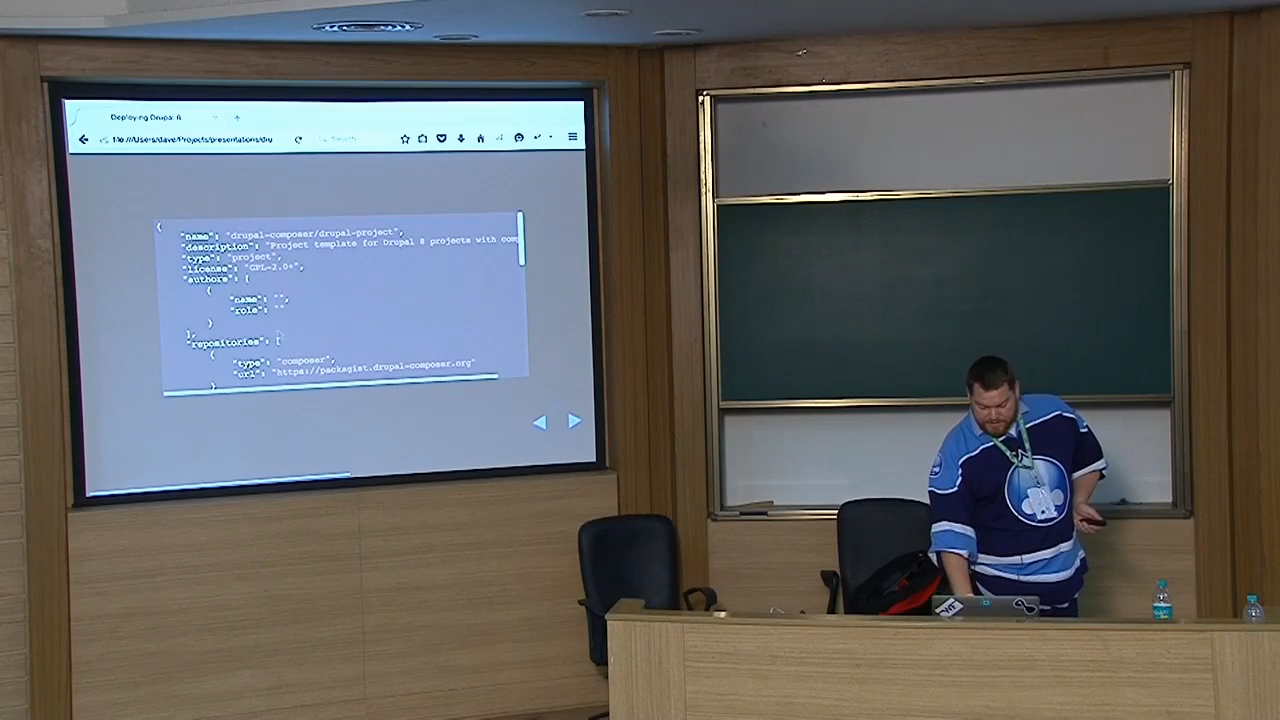 Deploying Drupal 8
file:///Users/dave/Projects/presentations/dru
Search
{
"name": "drupal-composer/drupal-project",
"description": "Project template for Drupal 8 projects with com
"type": "project",
"license": "GPL-2.0+",
"authors": [
{
"name": "",
"role": ""
}
],
"repositories": [
{
"type": "composer",
"url": "https://packagist.drupal-composer.org"
}